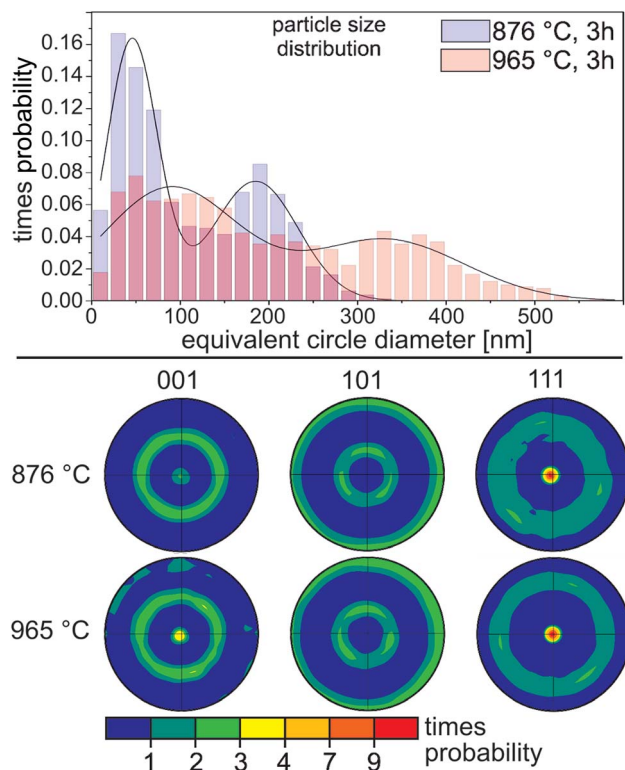 particle size
distribution
876 °C, 3h
965 °C, 3h
times probability
0.16
0.14
0.12
0.10
0.08
0.06
0.04
0.02
0.00
0 100 200 300 400 500
equivalent circle diameter [nm]
001 101 111
876 °C
965 °C
1 2 3 4 7 9
times
probability